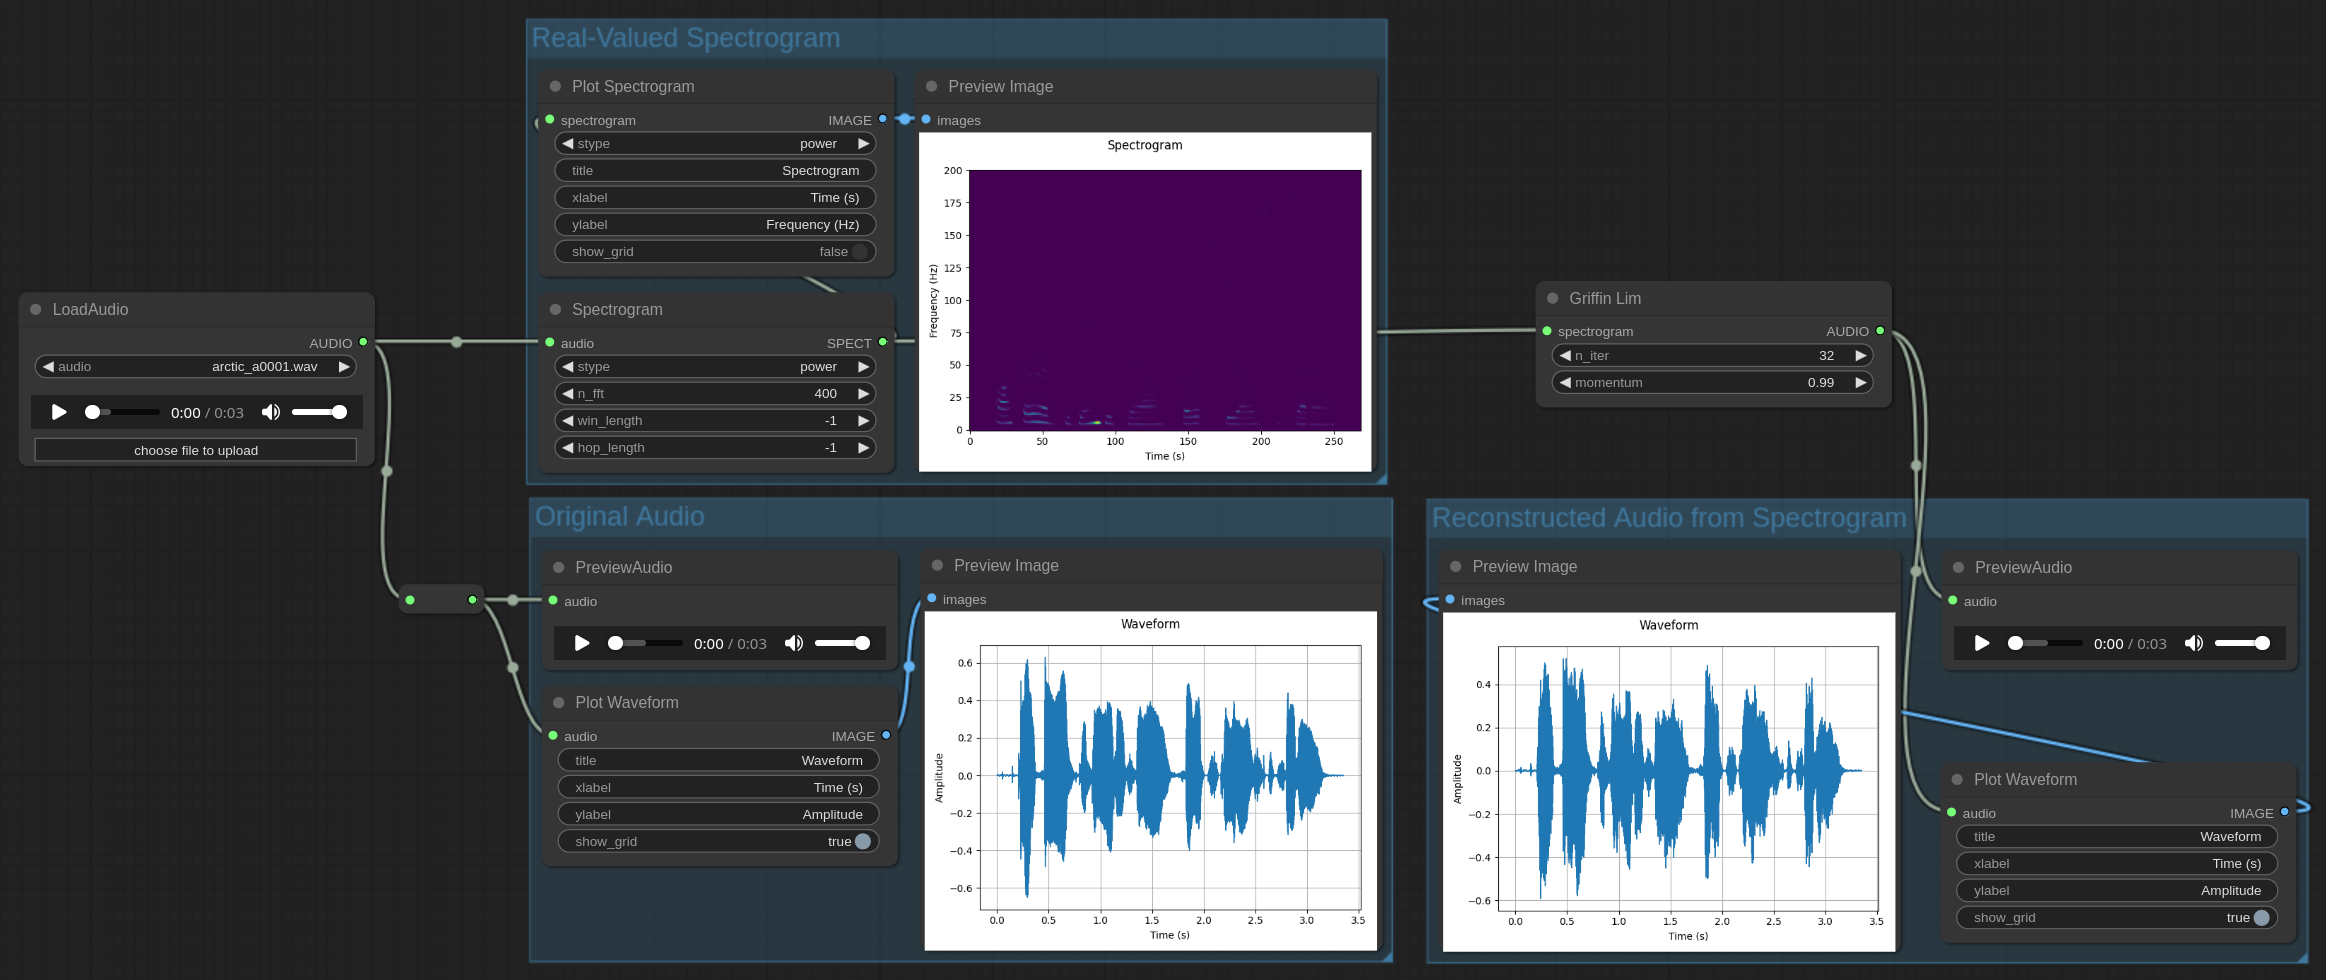 Real-Valued Spectrogram
Plot Spectrogram
spectrogram IMAGE
stype power
title Spectrogram
xlabel Time (s)
ylabel Frequency (Hz)
show_grid false
Preview Image
images
Spectrogram
200
175
150
125
100
75
50
25
0
Frequency (Hz)
0 50 100 150 200 250
Time (s)
LoadAudio
AUDIO
audio arctic_a0001.wav
0:00 / 0:03
choose file to upload
Spectrogram
audio SPECT
stype power
n_fft 400
win_length -1
hop_length -1
Griffin Lim
spectrogram AUDIO
n_iter 32
momentum 0.99
Original Audio
PreviewAudio
audio
0:00 / 0:03
Plot Waveform
audio IMAGE
title Waveform
xlabel Time (s)
ylabel Amplitude
show_grid true
Preview Image
images
Waveform
0.6
0.4
0.2
0.0
−0.2
−0.4
−0.6
Amplitude
0.0 0.5 1.0 1.5 2.0 2.5 3.0 3.5
Time (s)
Reconstructed Audio from Spectrogram
Preview Image
images
Waveform
0.4
0.2
0.0
−0.2
−0.4
−0.6
Amplitude
0.0 0.5 1.0 1.5 2.0 2.5 3.0 3.5
Time (s)
PreviewAudio
audio
0:00 / 0:03
Plot Waveform
audio IMAGE
title Waveform
xlabel Time (s)
ylabel Amplitude
show_grid true